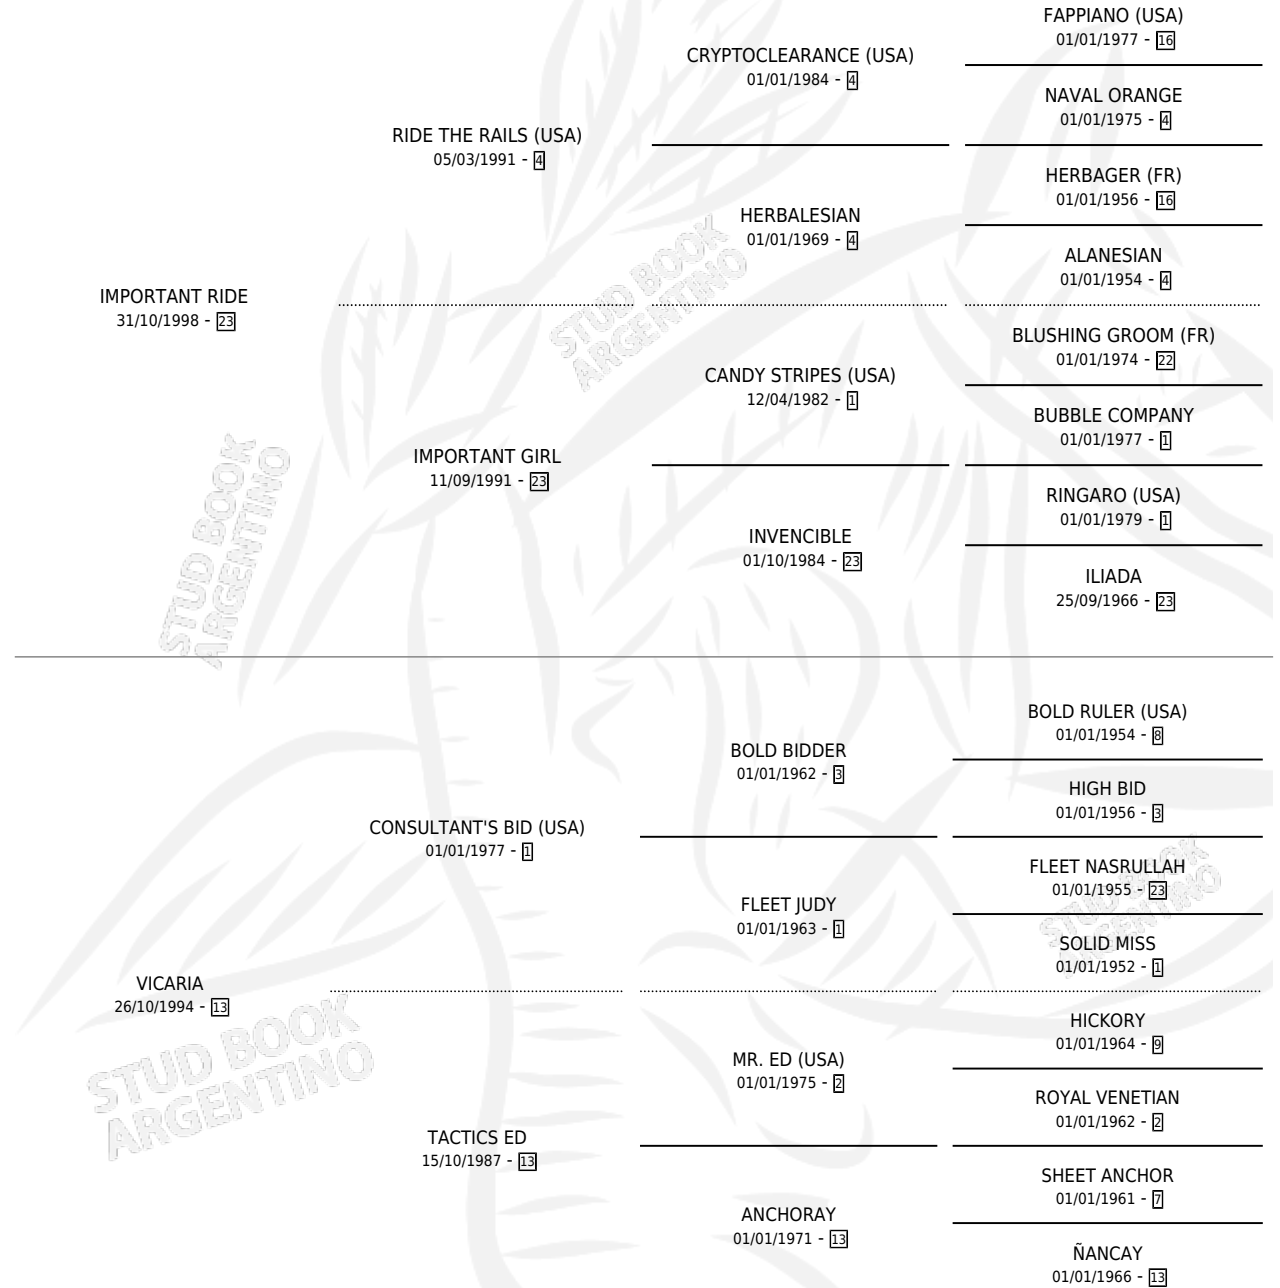 FAPPIANO (USA)
01/01/1977 - 16
CRYPTOCLEARANCE (USA)
01/01/1984 - 4
NAVAL ORANGE
01/01/1975 - 4
RIDE THE RAILS (USA)
05/03/1991 - 4
HERBAGER (FR)
01/01/1956 - 16
HERBALESIAN
01/01/1969 - 4
ALANESIAN
01/01/1954 - 4
IMPORTANT RIDE
31/10/1998 - 23
BLUSHING GROOM (FR)
01/01/1974 - 22
CANDY STRIPES (USA)
12/04/1982 - 1
BUBBLE COMPANY
01/01/1977 - 1
IMPORTANT GIRL
11/09/1991 - 23
RINGARO (USA)
01/01/1979 - 1
INVENCIBLE
01/10/1984 - 23
ILIADA
25/09/1966 - 23
STUD BOOK
ARGENTINO
STUD BOOK
ARGENTINO
BOLD RULER (USA)
01/01/1954 - 8
BOLD BIDDER
01/01/1962 - 3
HIGH BID
01/01/1956 - 3
CONSULTANT'S BID (USA)
01/01/1977 - 1
FLEET NASRULLAH
01/01/1955 - 23
FLEET JUDY
01/01/1963 - 1
SOLID MISS
01/01/1952 - 1
VICARIA
26/10/1994 - 13
HICKORY
01/01/1964 - 9
MR. ED (USA)
01/01/1975 - 2
ROYAL VENETIAN
01/01/1962 - 2
TACTICS ED
15/10/1987 - 13
SHEET ANCHOR
01/01/1961 - 7
ANCHORAY
01/01/1971 - 13
ÑANCAY
01/01/1966 - 13
STUD BOOK
ARGENTINO
STUD BOOK
ARGENTINO